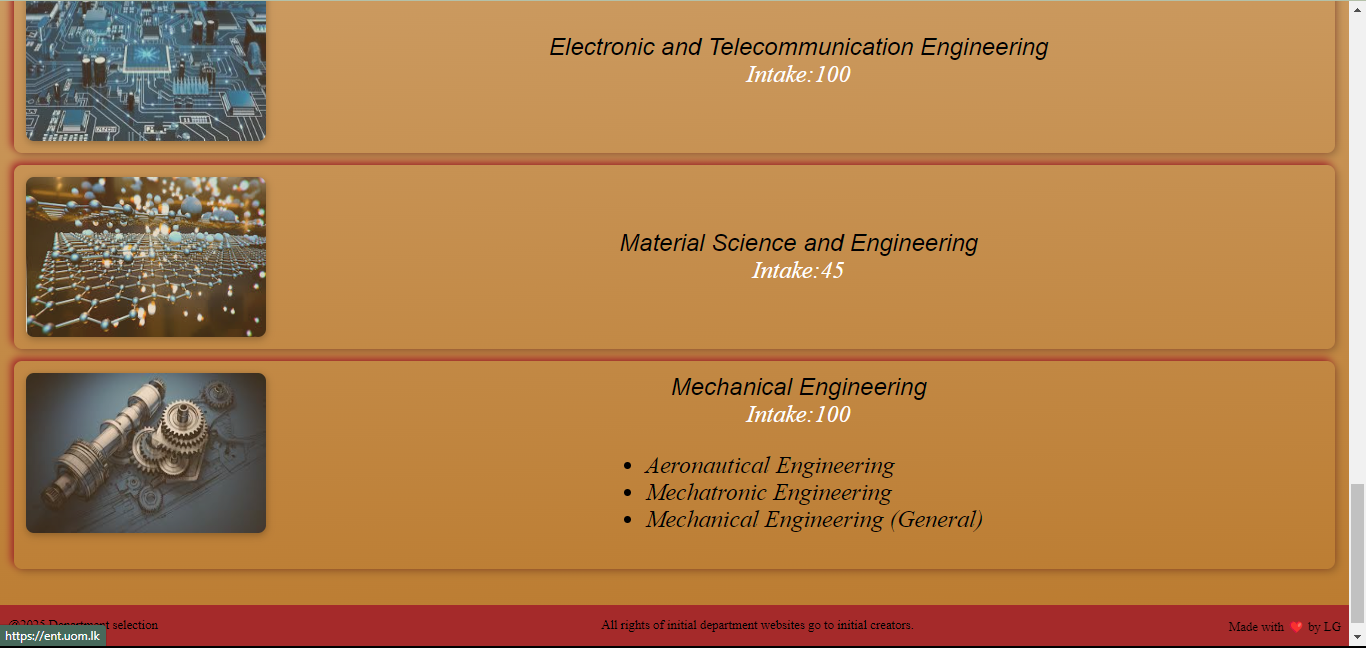 Electronic and Telecommunication Engineering
Intake:100
Material Science and Engineering
Intake:45
Mechanical Engineering
Intake:100
• Aeronautical Engineering
• Mechatronic Engineering
• Mechanical Engineering (General)
@2025 Department selection
All rights of initial department websites go to initial creators.
Made with ❤️ by LG
https://ent.uom.lk